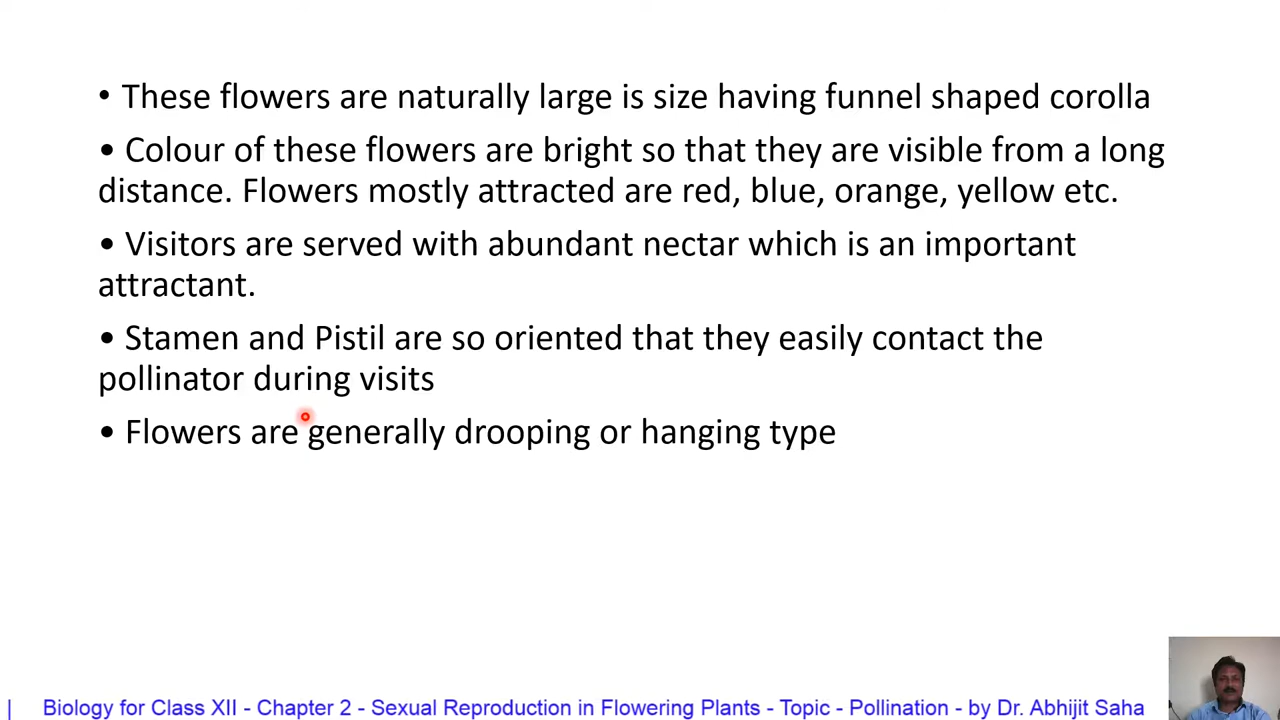 • These flowers are naturally large is size having funnel shaped corolla
• Colour of these flowers are bright so that they are visible from a long
distance. Flowers mostly attracted are red, blue, orange, yellow etc.
• Visitors are served with abundant nectar which is an important
attractant.
• Stamen and Pistil are so oriented that they easily contact the
pollinator during visits
• Flowers are generally drooping or hanging type
| Biology for Class XII - Chapter 2 - Sexual Reproduction in Flowering Plants - Topic - Pollination - by Dr. Abhijit Saha